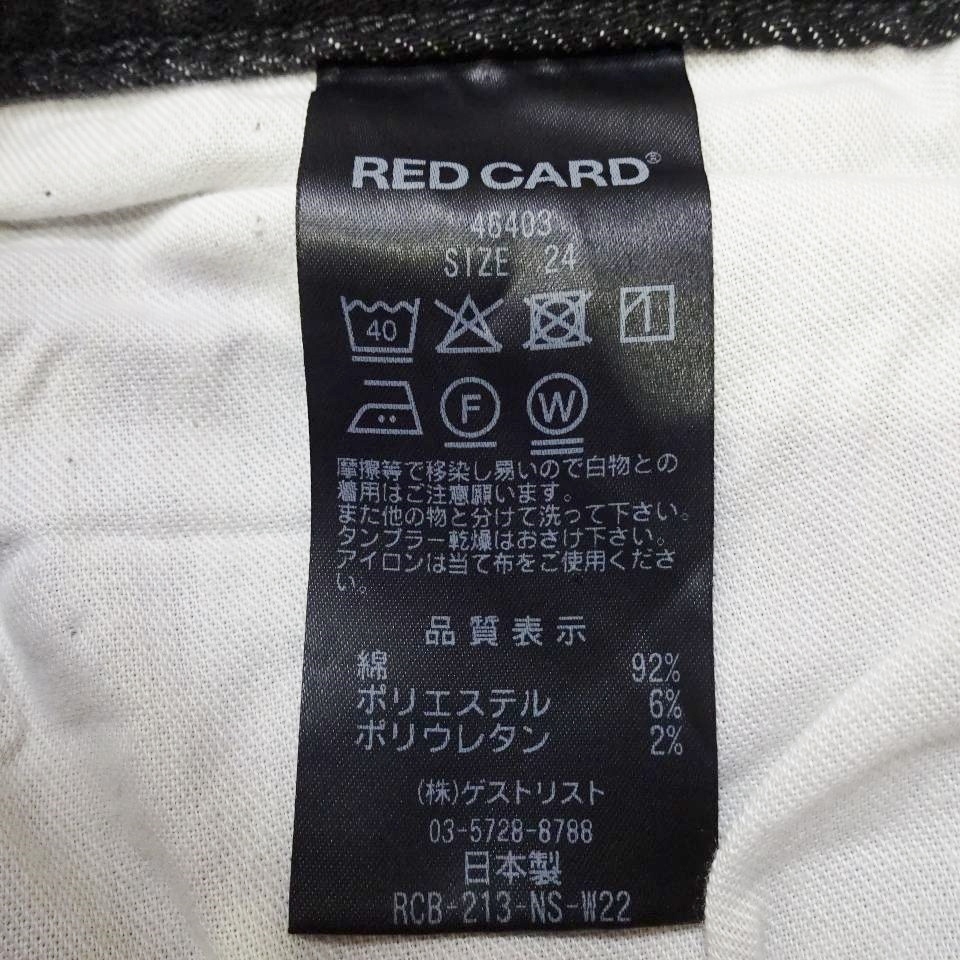 RED CARD®
46403
SIZE 24
40
F W
摩擦等で移染し易いので白物との
着用はご注意願います。
また他の物と分けて洗って下さい。
タンブラー乾燥はおさけ下さい。
アイロンは当て布をご使用くださ
い。
品質表示
綿 92%
ポリエステル 6%
ポリウレタン 2%
(株)ゲストリスト
03-5728-8788
日本製
RCB-213-NS-W22